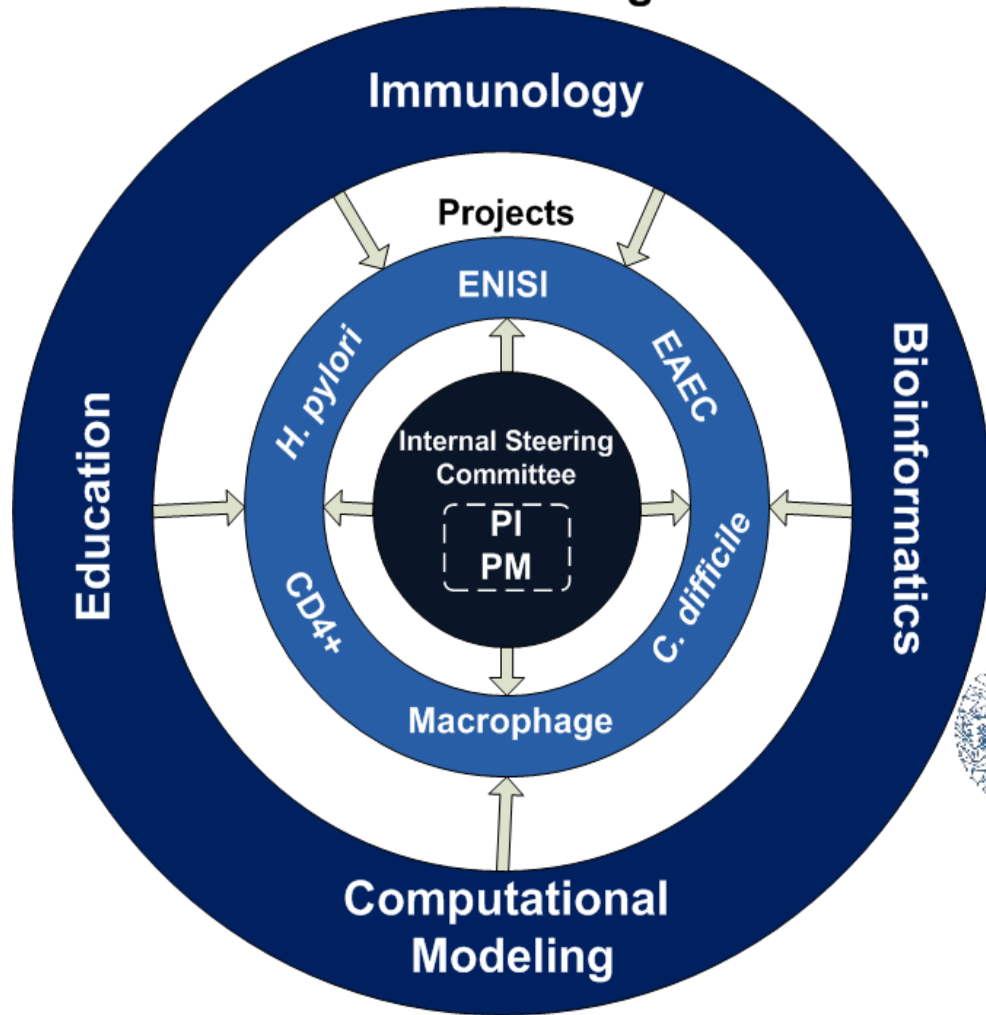 Immunology
Projects
ENISI
EAEC
H. pylori
Bioinformatics
Education
Internal Steering
Committee
PI
PM
CD4+
C. difficile
Macrophage
Computational
Modeling